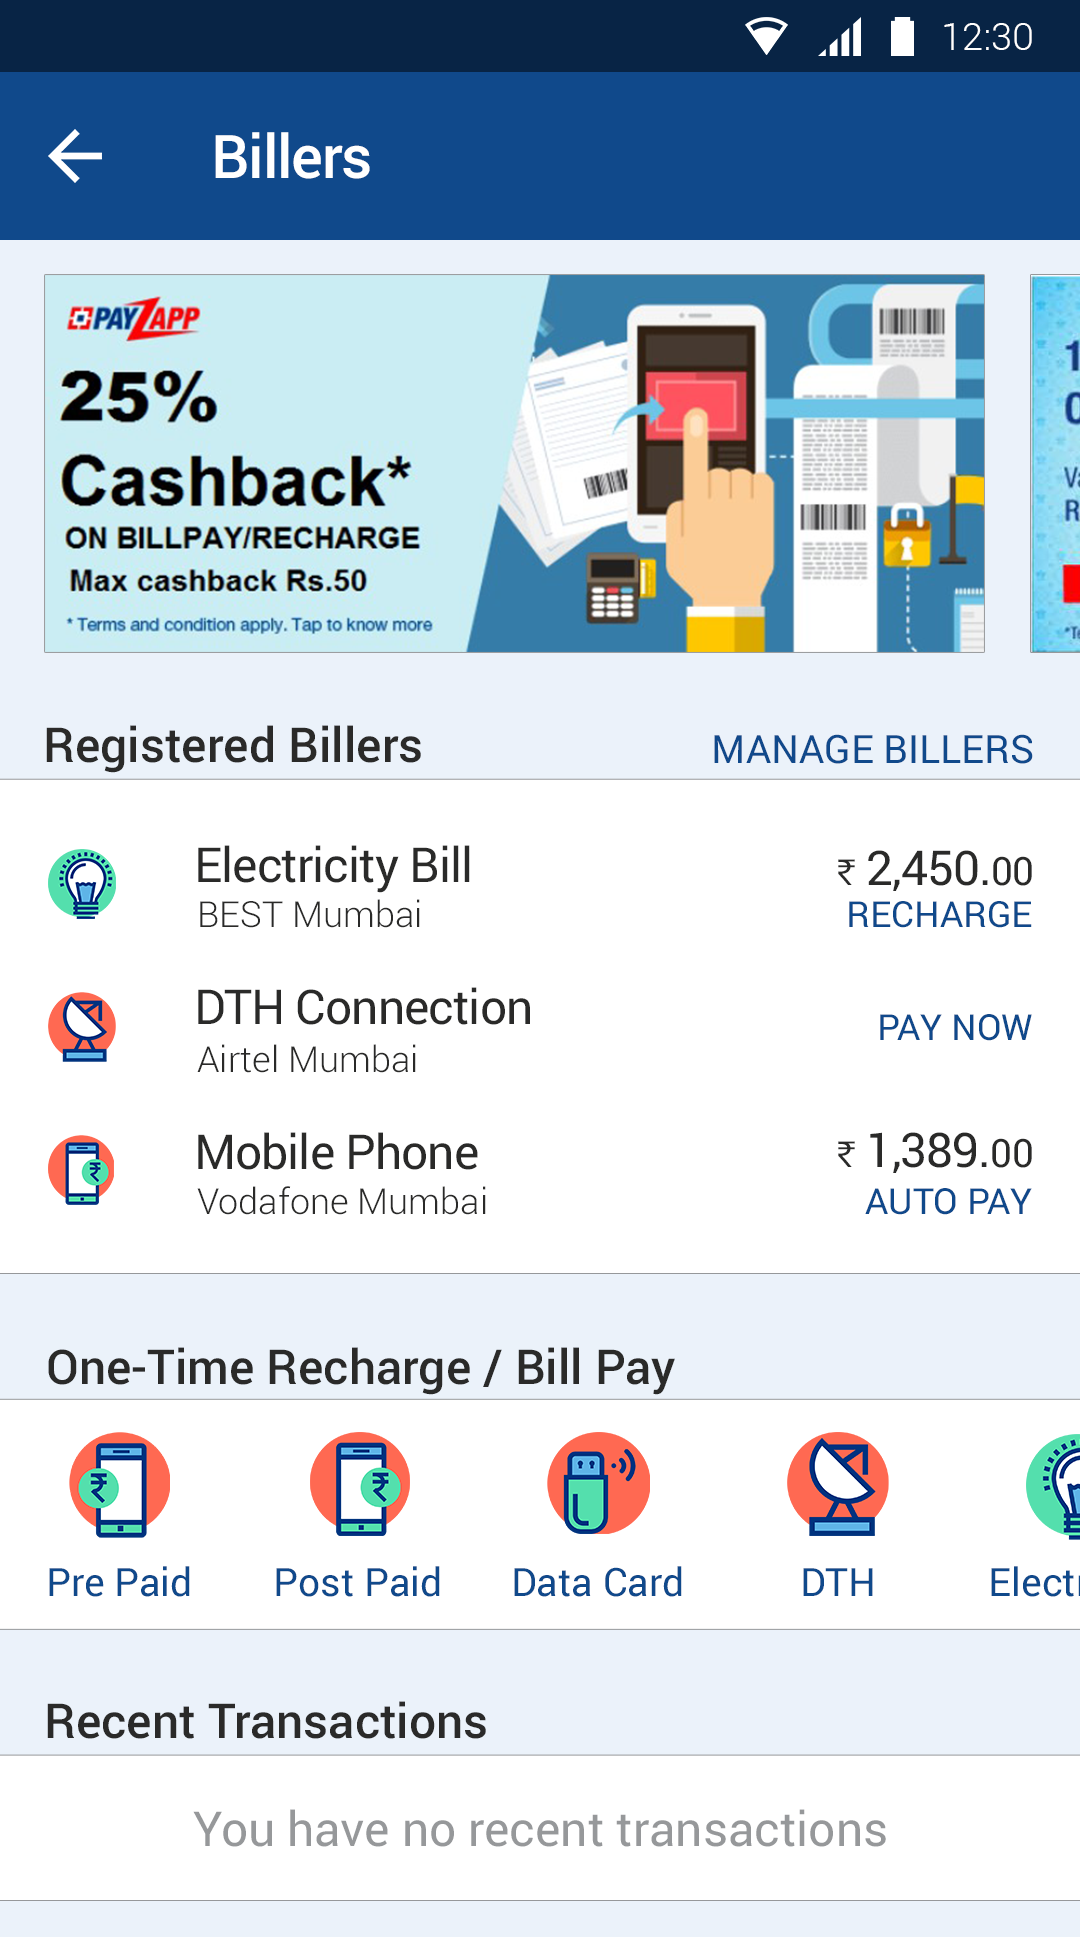 12:30
Billers
PAYZAPP
25%
Cashback*
ON BILLPAY/RECHARGE
Max cashback Rs.50
* Terms and condition apply. Tap to know more
Registered Billers
MANAGE BILLERS
Electricity Bill
₹ 2,450.00
BEST Mumbai
RECHARGE
DTH Connection
PAY NOW
Airtel Mumbai
Mobile Phone
₹ 1,389.00
Vodafone Mumbai
AUTO PAY
One-Time Recharge / Bill Pay
Pre Paid
Post Paid
Data Card
DTH
Recent Transactions
You have no recent transactions